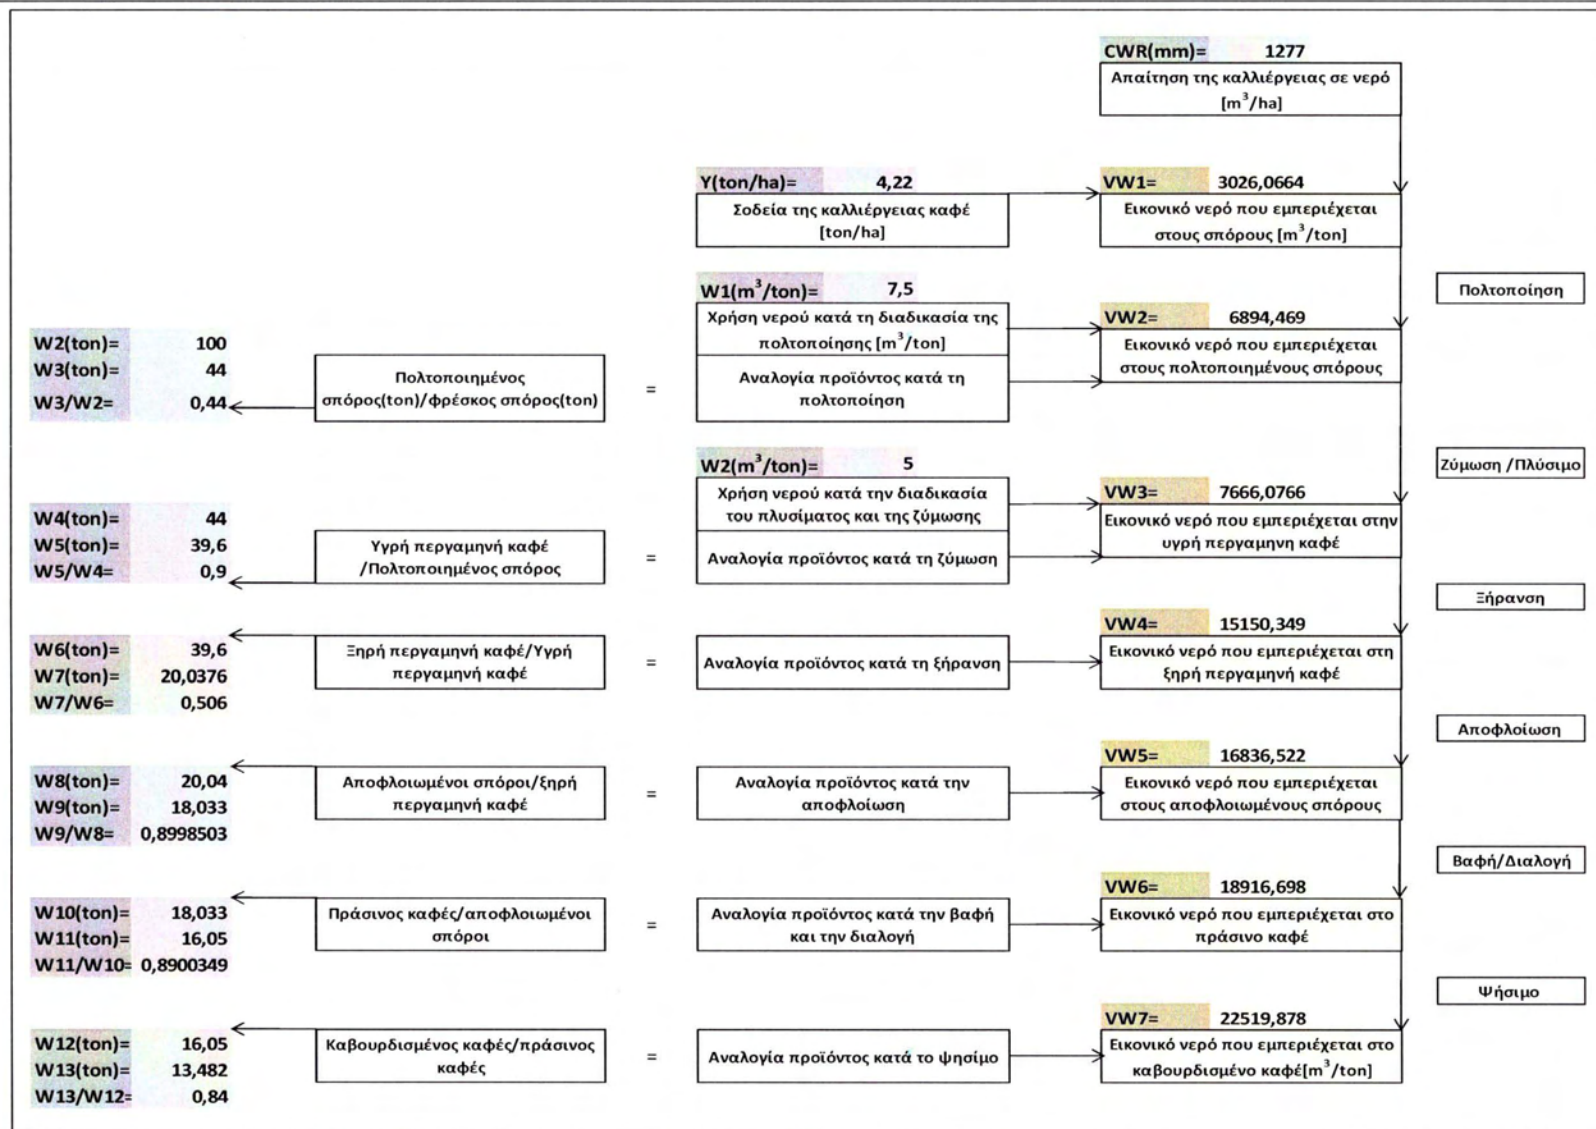 CWR(mm)= 1277
Απαίτηση της καλλιέργειας σε νερό
[m³/ha]
Y(ton/ha)= 4,22
Σοδεία της καλλιέργειας καφέ
[ton/ha]
VW1= 3026,0664
Εικονικό νερό που εμπεριέχεται
στους σπόρους [m³/ton]
Πολτοποίηση
W1(m³/ton)= 7,5
Χρήση νερού κατά τη διαδικασία της
πολτοποίησης [m³/ton]
VW2= 6894,469
Εικονικό νερό που εμπεριέχεται
στους πολτοποιημένους σπόρους
W2(ton)= 100
W3(ton)= 44
W3/W2= 0,44
Πολτοποιημένος
σπόρος(ton)/φρέσκος σπόρος(ton)
=
Αναλογία προϊόντος κατά τη
πολτοποίηση
Ζύμωση /Πλύσιμο
W2(m³/ton)= 5
Χρήση νερού κατά την διαδικασία
του πλυσίματος και της ζύμωσης
VW3= 7666,0766
Εικονικό νερό που εμπεριέχεται στην
υγρή περγαμηνη καφέ
W4(ton)= 44
W5(ton)= 39,6
W5/W4= 0,9
Υγρή περγαμηνή καφέ
/Πολτοποιημένος σπόρος
=
Αναλογία προϊόντος κατά τη ζύμωση
Ξήρανση
W6(ton)= 39,6
W7(ton)= 20,0376
W7/W6= 0,506
Ξηρή περγαμηνή καφέ/Υγρή
περγαμηνή καφέ
=
Αναλογία προϊόντος κατά τη ξήρανση
VW4= 15150,349
Εικονικό νερό που εμπεριέχεται στη
ξηρή περγαμηνή καφέ
Αποφλοίωση
W8(ton)= 20,04
W9(ton)= 18,033
W9/W8= 0,8998503
Αποφλοιωμένοι σπόροι/ξηρή
περγαμηνή καφέ
=
Αναλογία προϊόντος κατά την
αποφλοίωση
VW5= 16836,522
Εικονικό νερό που εμπεριέχεται
στους αποφλοιωμένους σπόρους
Βαφή/Διαλογή
W10(ton)= 18,033
W11(ton)= 16,05
W11/W10= 0,8900349
Πράσινος καφές/αποφλοιωμένοι
σπόροι
=
Αναλογία προϊόντος κατά την βαφή
και την διαλογή
VW6= 18916,698
Εικονικό νερό που εμπεριέχεται στο
πράσινο καφέ
Ψήσιμο
W12(ton)= 16,05
W13(ton)= 13,482
W13/W12= 0,84
Καβουρδισμένος καφές/πράσινος
καφές
=
Αναλογία προϊόντος κατά το ψησίμο
VW7= 22519,878
Εικονικό νερό που εμπεριέχεται στο
καβουρδισμένο καφέ[m³/ton]